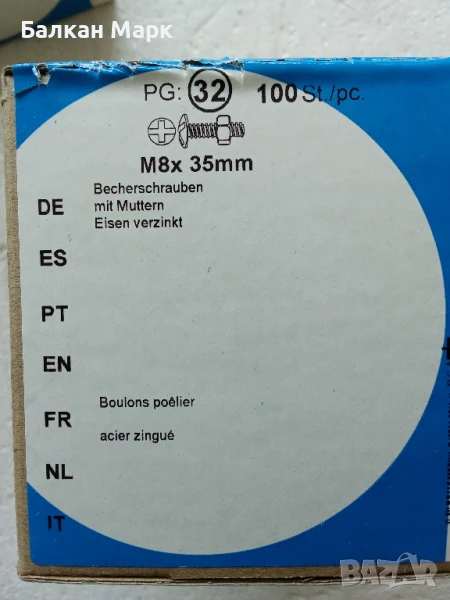 Балкан Марк
PG: 32 100 St./pc.
M8x 35mm
DE Becherschrauben
mit Muttern
Eisen verzinkt
ES
PT
EN
FR Boulons poêlier
acier zingué
NL
IT
BAZAR